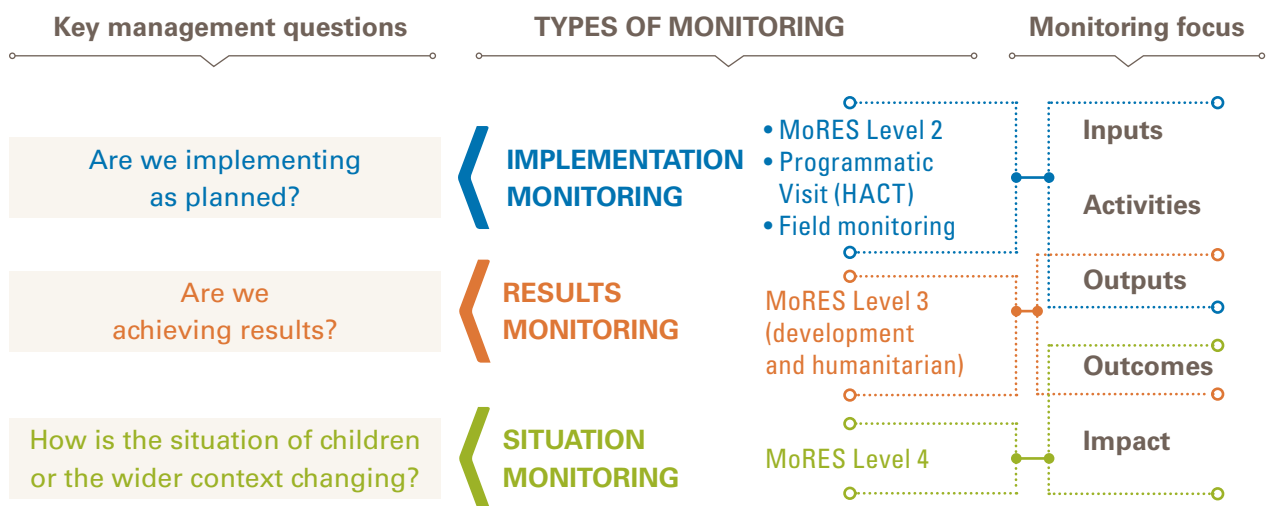 Key management questions
TYPES OF MONITORING
Monitoring focus
Are we implementing
as planned?
IMPLEMENTATION
MONITORING
• MoRES Level 2
• Programmatic
Visit (HACT)
• Field monitoring
Inputs
Activities
Are we
achieving results?
RESULTS
MONITORING
MoRES Level 3
(development
and humanitarian)
Outputs
Outcomes
How is the situation of children
or the wider context changing?
SITUATION
MONITORING
MoRES Level 4
Impact